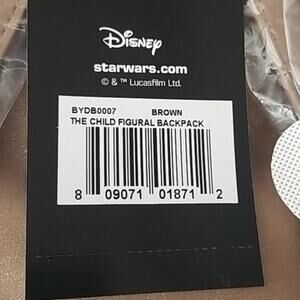 Disney
starwars.com
© & ™ Lucasfilm Ltd.
BYDB0007 BROWN
THE CHILD FIGURAL BACKPACK
8 09071 01871 2